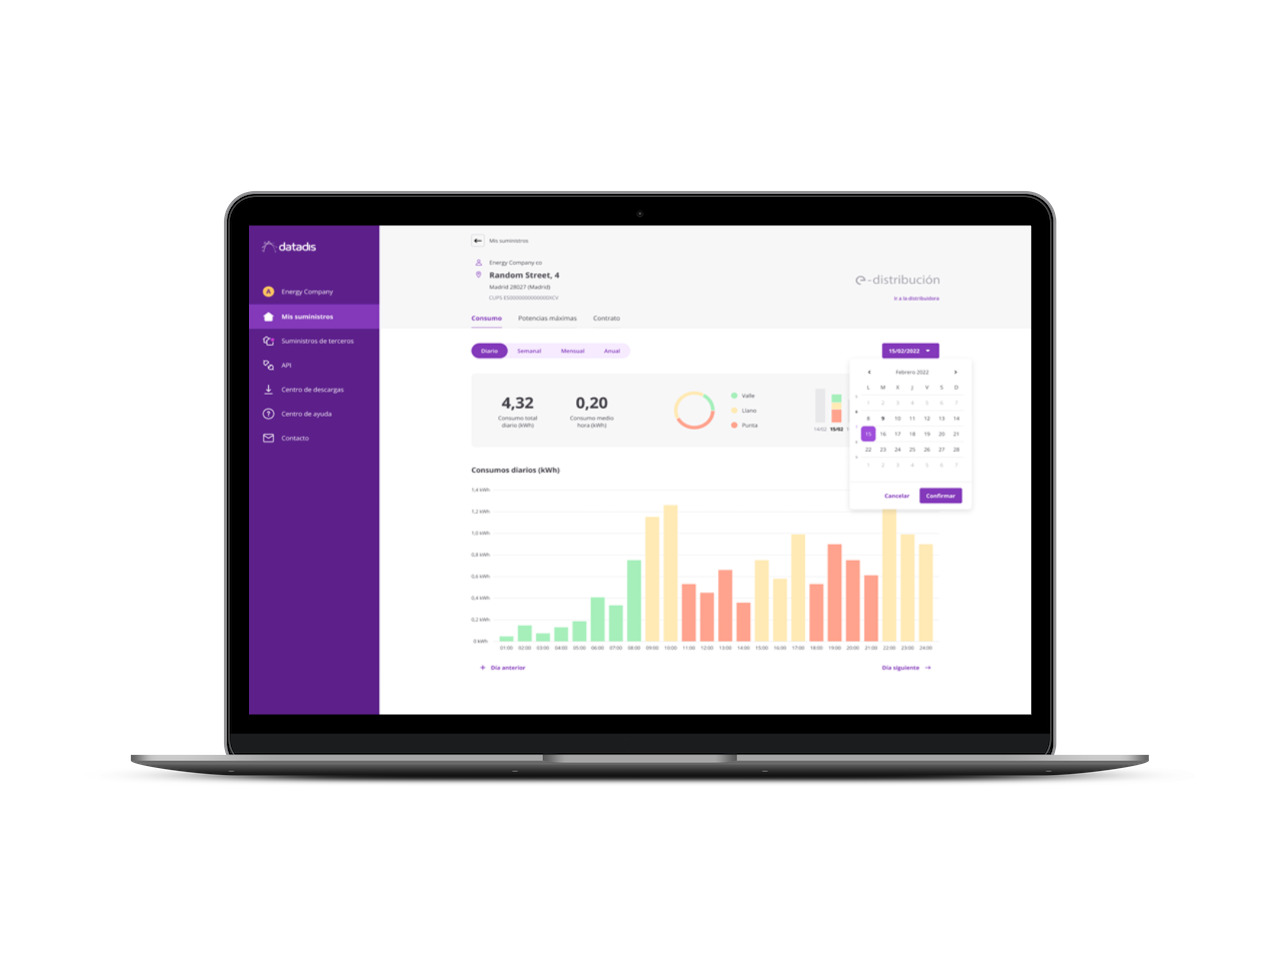 datadis
A Energy Company
Mis suministros
Suministros de terceros
API
Centro de descargas
Centro de ayuda
Contacto
Mis suministros
Energy Company co
Random Street, 4
Madrid 28027 (Madrid)
e-distribución
Ir a la distribuidora
Consumo Potencias máximas Contrato
Diario Semanal Mensual Anual
15/02/2022
4,32
Consumo total
diario (kWh)
0,20
Consumo medio
hora (kWh)
Valle
Llano
Punta
14/02 15/02
Febrero 2022
L M X J V S D
1 2 3 4 5 6 7
8 9 10 11 12 13 14
15 16 17 18 19 20 21
22 23 24 25 26 27 28
1 2 3 4 5 6 7
Cancelar Confirmar
Consumos diarios (kWh)
1,4 kWh
1,2 kWh
1,0 kWh
0,8 kWh
0,6 kWh
0,4 kWh
0,2 kWh
0 kWh
01:00 02:00 03:00 04:00 05:00 06:00 07:00 08:00 09:00 10:00 11:00 12:00 13:00 14:00 15:00 16:00 17:00 18:00 19:00 20:00 21:00 22:00 23:00 24:00
Día anterior
Día siguiente